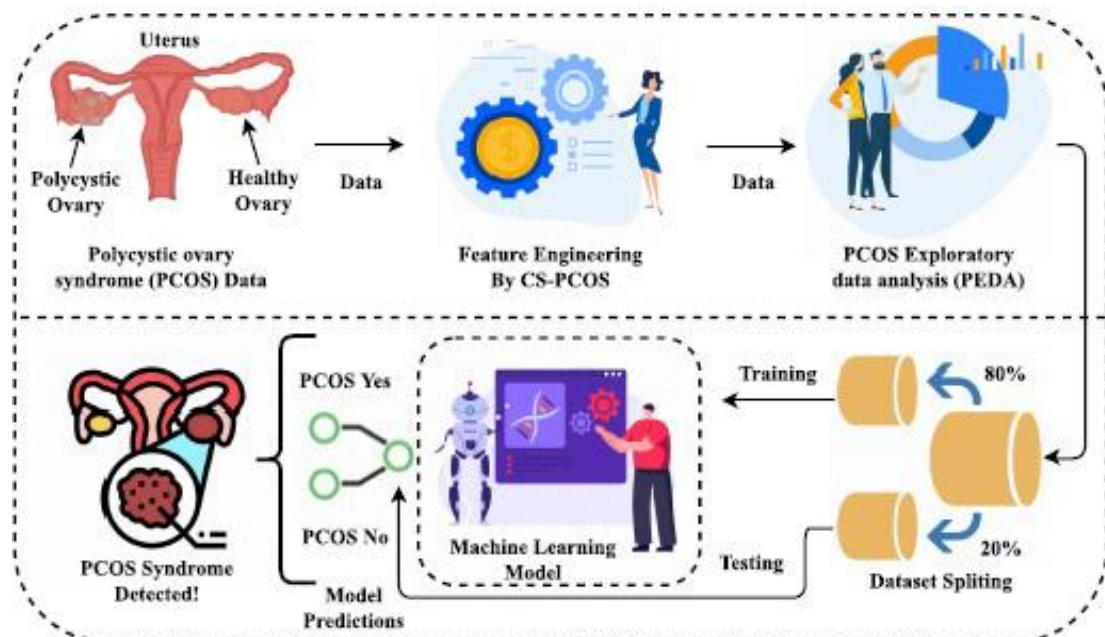 Uterus
Polycystic
Ovary
Healthy
Ovary
Polycystic ovary
syndrome (PCOS) Data
Data
$
Feature Engineering
By CS-PCOS
Data
PCOS Exploratory
data analysis (PEDA)
PCOS Syndrome
Detected!
PCOS Yes
PCOS No
Model
Predictions
Machine Learning
Model
Training
Testing
80%
20%
Dataset Spliting